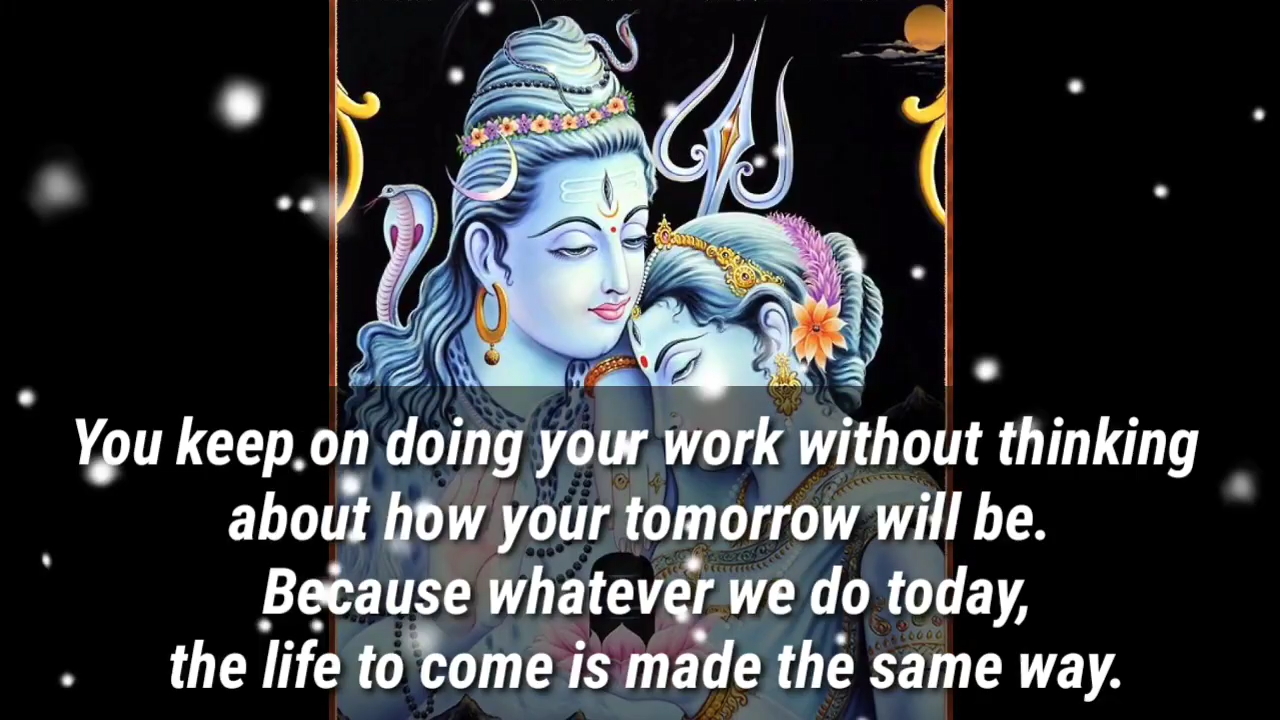 You keep on doing your work without thinking
about how your tomorrow will be.
Because whatever we do today,
the life to come is made the same way.